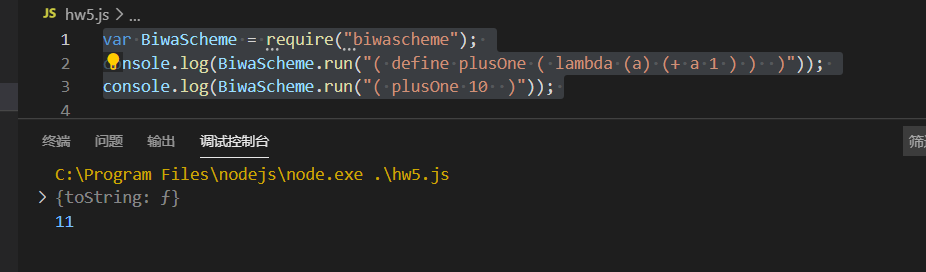 JS hw5.js > ...
1 var BiwaScheme = require("biwascheme");
2 nsole.log(BiwaScheme.run("( define plusOne ( lambda (a) (+ a 1 ) )  )"));
3 console.log(BiwaScheme.run("( plusOne 10  )"));
4
终端 问题 输出 调试控制台
C:\Program Files\nodejs\node.exe .\hw5.js
> {toString: ƒ}
11